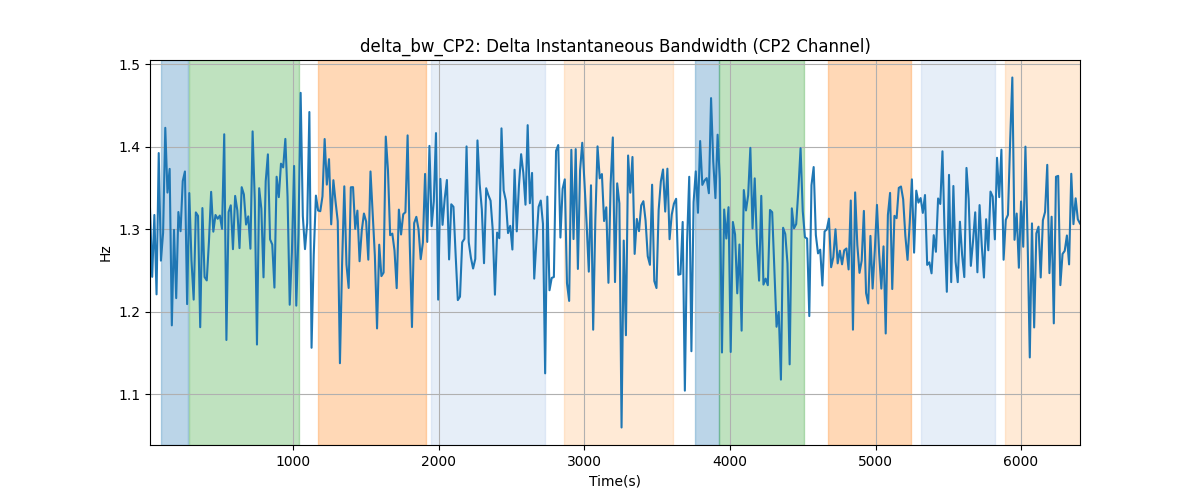 delta_bw_CP2: Delta Instantaneous Bandwidth (CP2 Channel)
1.5
1.4
1.3
1.2
1.1
Hz
1000 2000 3000 4000 5000 6000
Time(s)